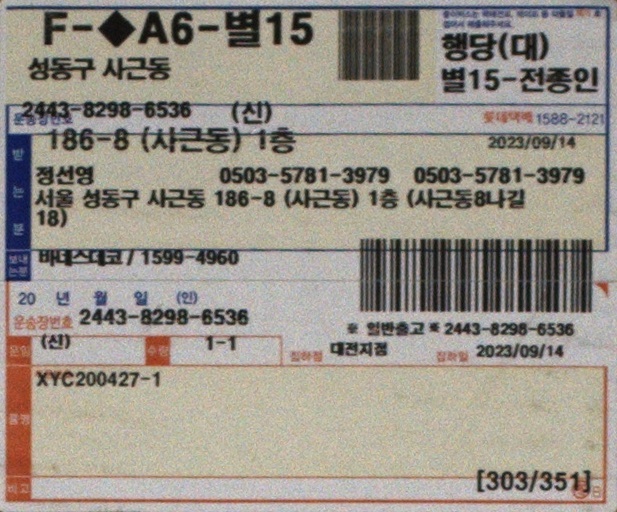 F-◆A6-별15
성동구 사근동
행당(대)
별15-전종인
2443-8298-6536 (신)
운송장번호
롯데택배 1588-2121
186-8 (사근동) 1층
2023/09/14
받는분
정선영 0503-5781-3979 0503-5781-3979
서울 성동구 사근동 186-8 (사근동) 1층 (사근동8나길
18)
보내는분
바네스데코 / 1599-4960
20 년 월 일 (인)
운송장번호 2443-8298-6536
※ 일반출고 ※ 2443-8298-6536
운임 (신) 수량 1-1
집하점 대전지점 집하일 2023/09/14
XYC200427-1
품명
비고
[303/351]